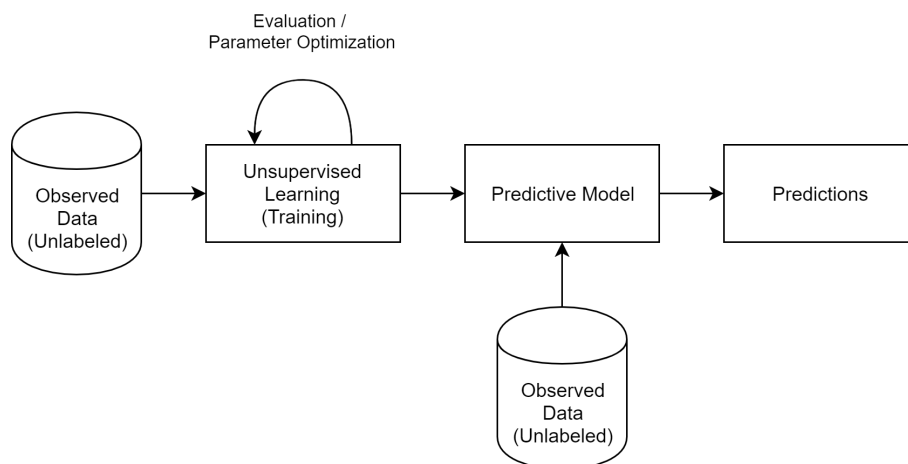 Evaluation /
Parameter Optimization
Observed
Data
(Unlabeled)
Unsupervised
Learning
(Training)
Predictive Model
Predictions
Observed
Data
(Unlabeled)